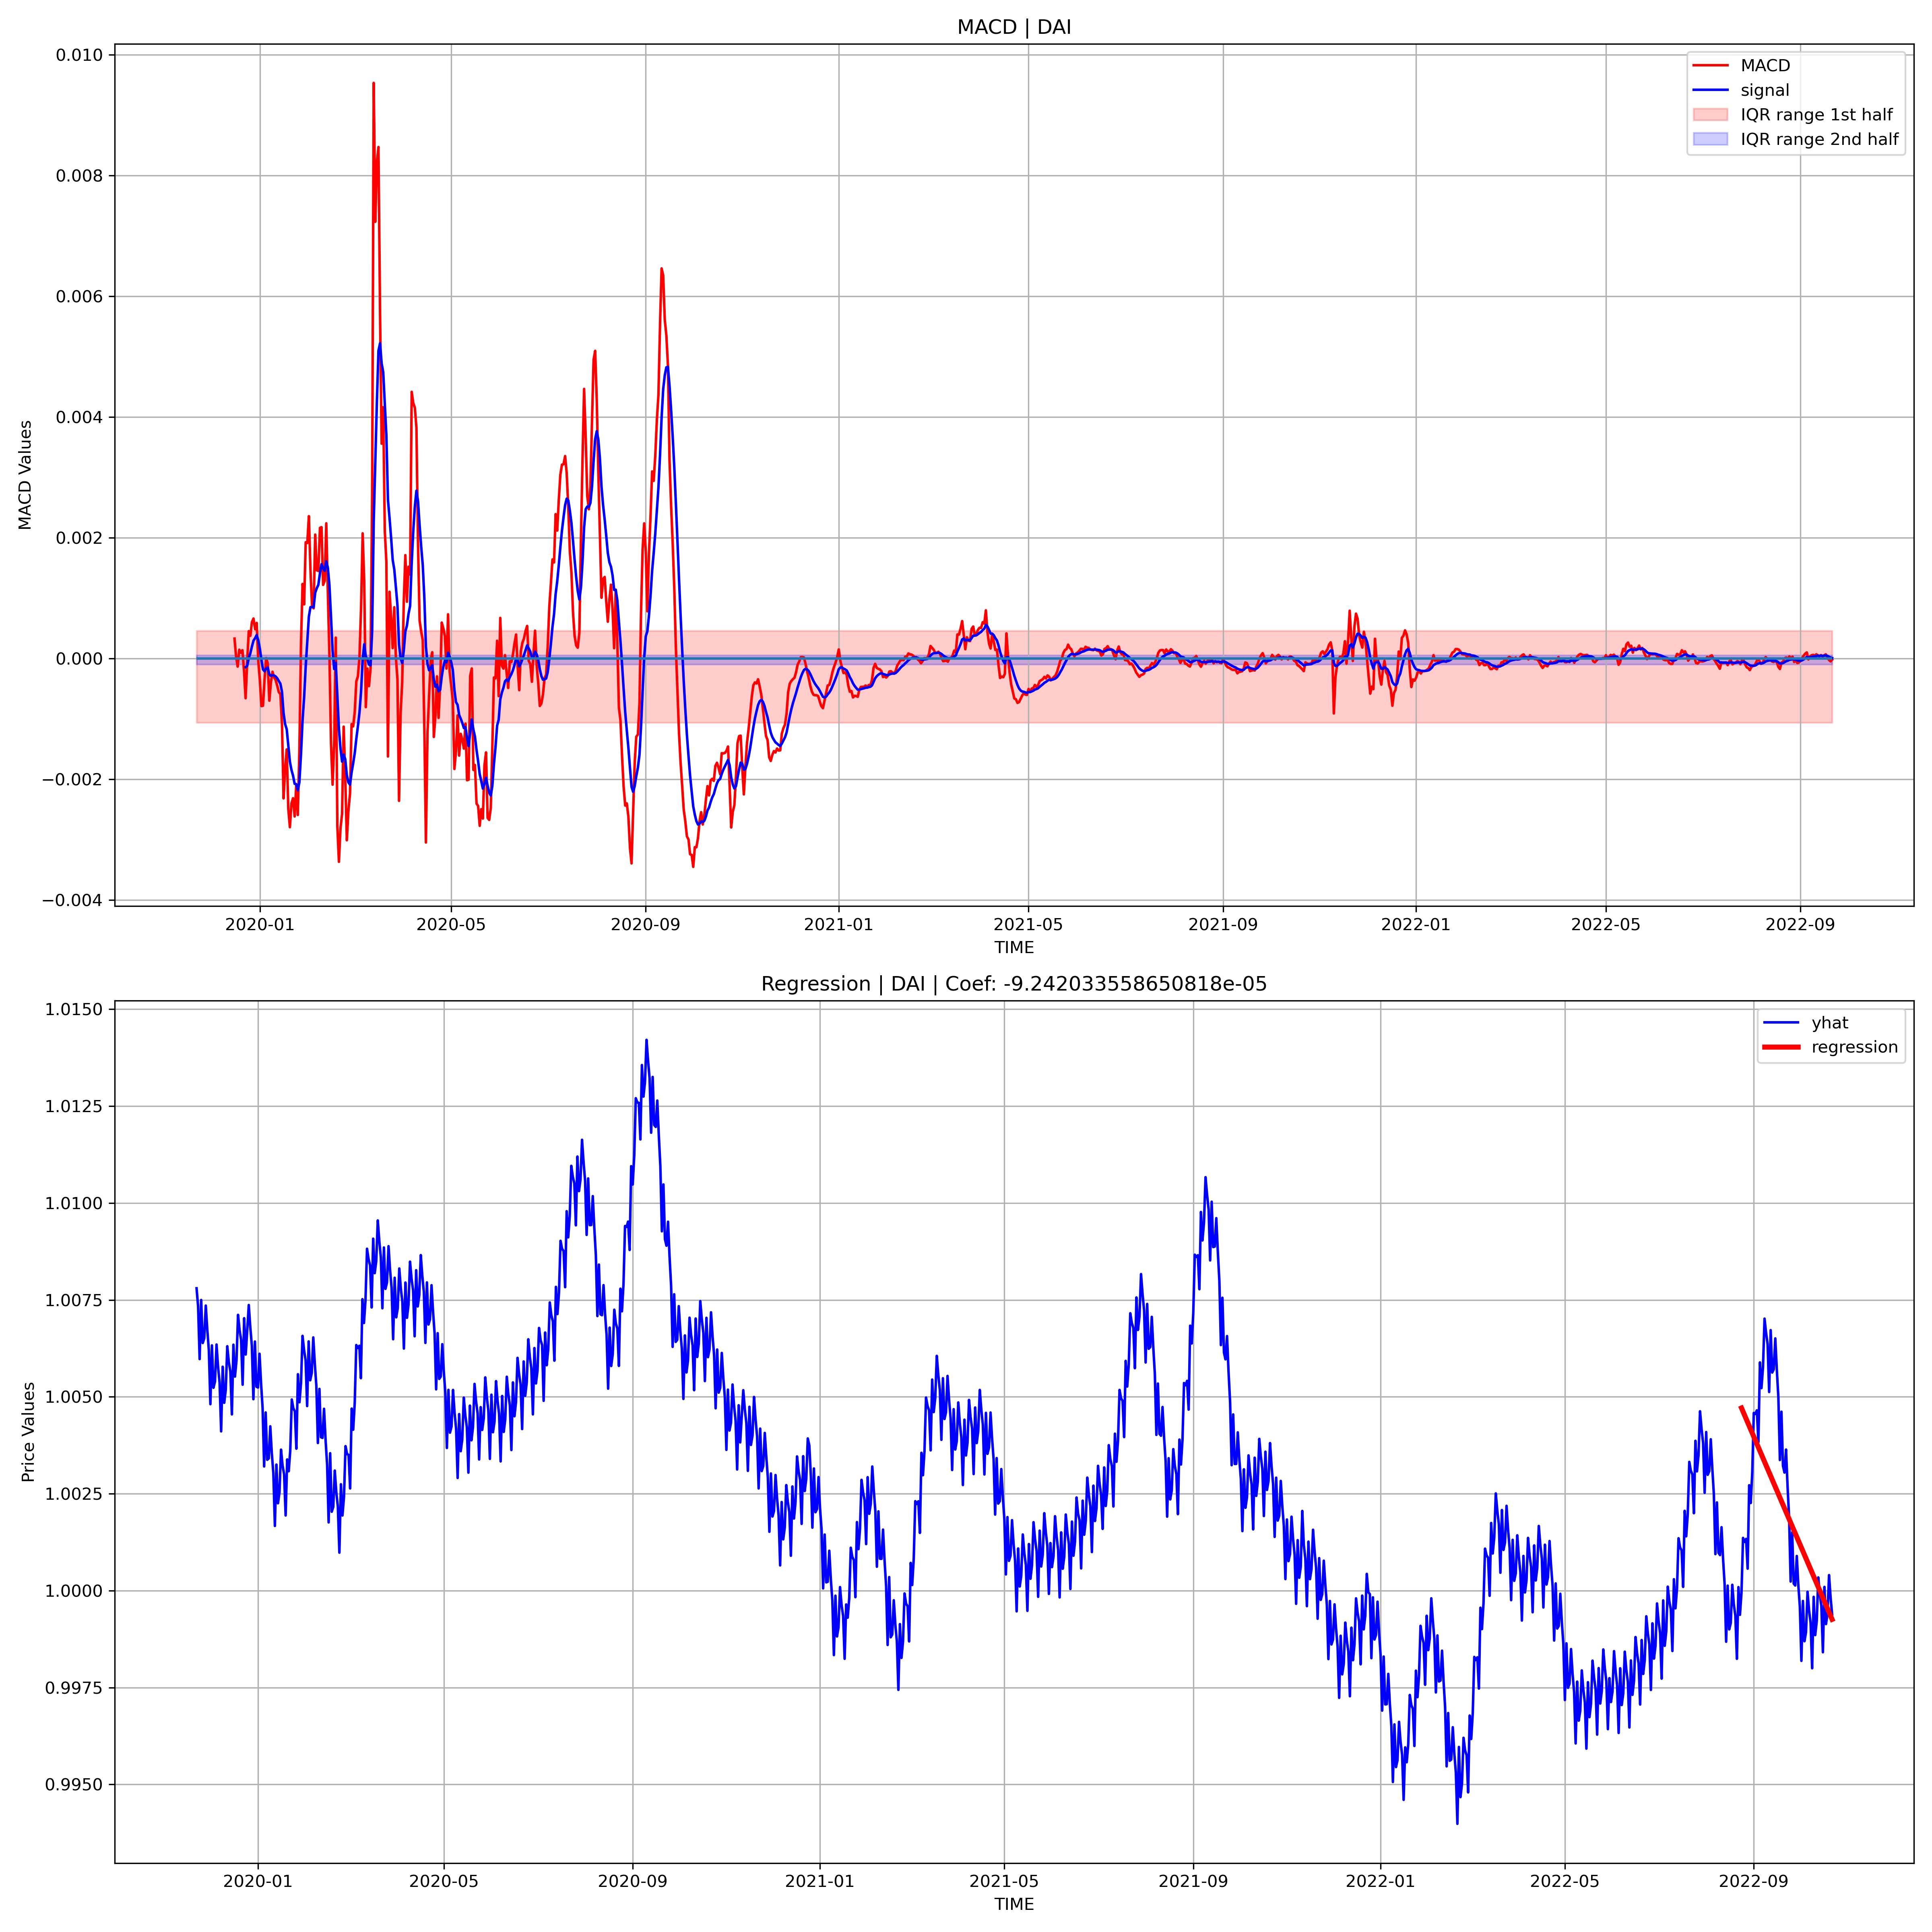 MACD | DAI
0.010
0.008
0.006
0.004
0.002
0.000
−0.002
−0.004
MACD Values
MACD
signal
IQR range 1st half
IQR range 2nd half
2020-01 2020-05 2020-09 2021-01 2021-05 2021-09 2022-01 2022-05 2022-09
TIME
Regression | DAI | Coef: -9.242033558650818e-05
1.0150
1.0125
1.0100
1.0075
1.0050
1.0025
1.0000
0.9975
0.9950
Price Values
yhat
regression
2020-01 2020-05 2020-09 2021-01 2021-05 2021-09 2022-01 2022-05 2022-09
TIME